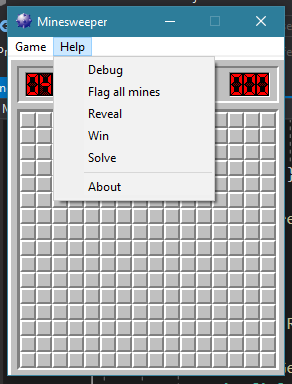 Minesweeper
Game Help
Debug
Flag all mines
Reveal
Win
Solve
About